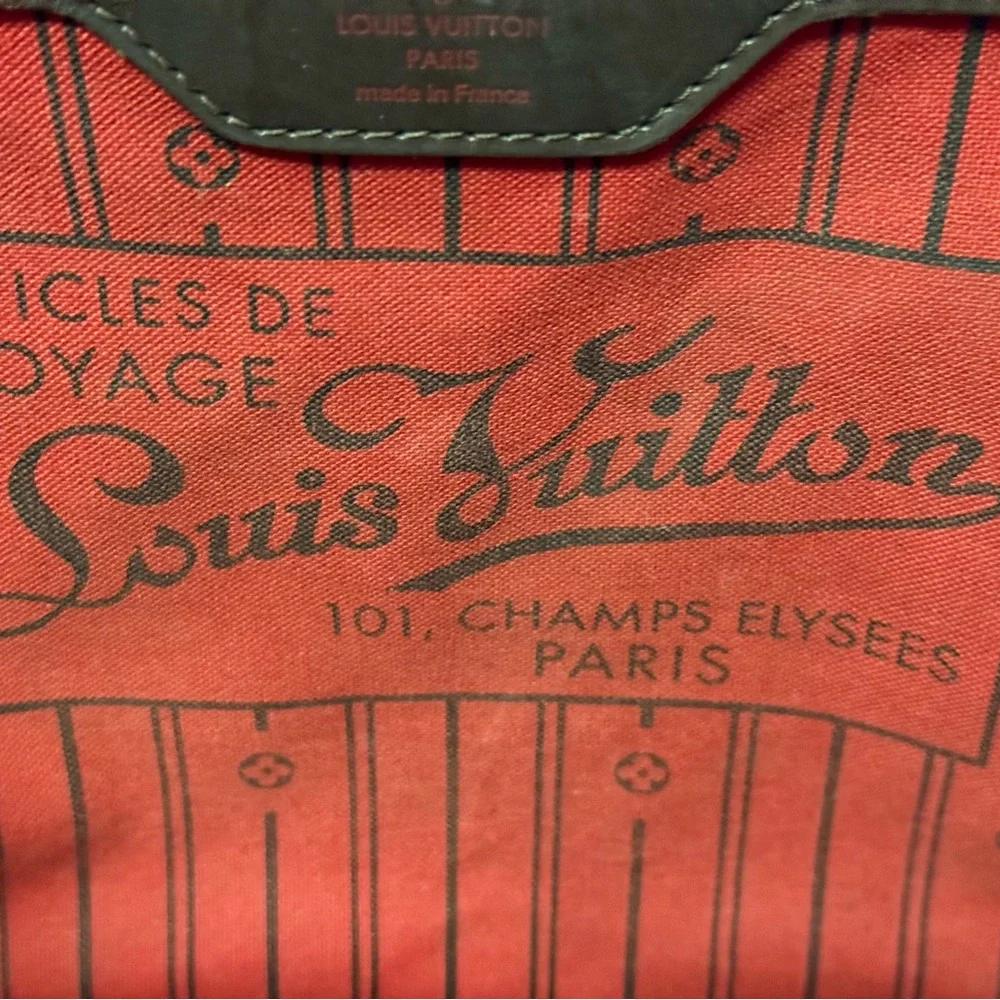 LOUIS VUITTON
PARIS
made in France
ICLES DE
OYAGE
Louis Vuitton
101, CHAMPS ELYSEES
PARIS